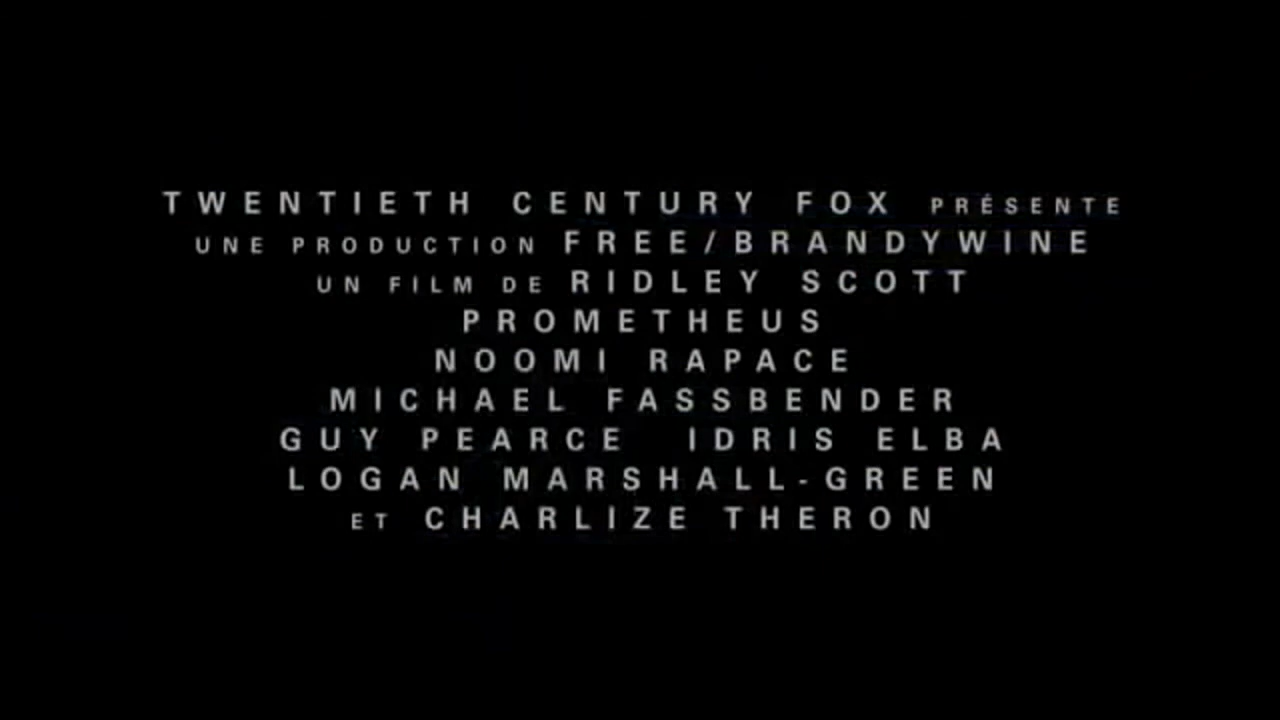 TWENTIETH CENTURY FOX PRÉSENTE
UNE PRODUCTION FREE/BRANDYWINE
UN FILM DE RIDLEY SCOTT
PROMETHEUS
NOOMI RAPACE
MICHAEL FASSBENDER
GUY PEARCE IDRIS ELBA
LOGAN MARSHALL-GREEN
ET CHARLIZE THERON